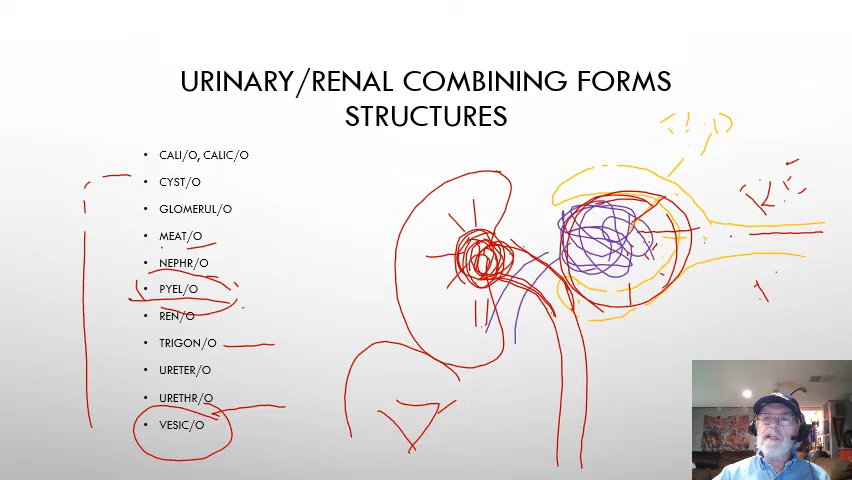 URINARY/RENAL COMBINING FORMS
STRUCTURES
• CALI/O, CALIC/O
• CYST/O
• GLOMERUL/O
• MEAT/O
• NEPHR/O
• PYEL/O
• REN/O
• TRIGON/O
• URETER/O
• URETHR/O
• VESIC/O